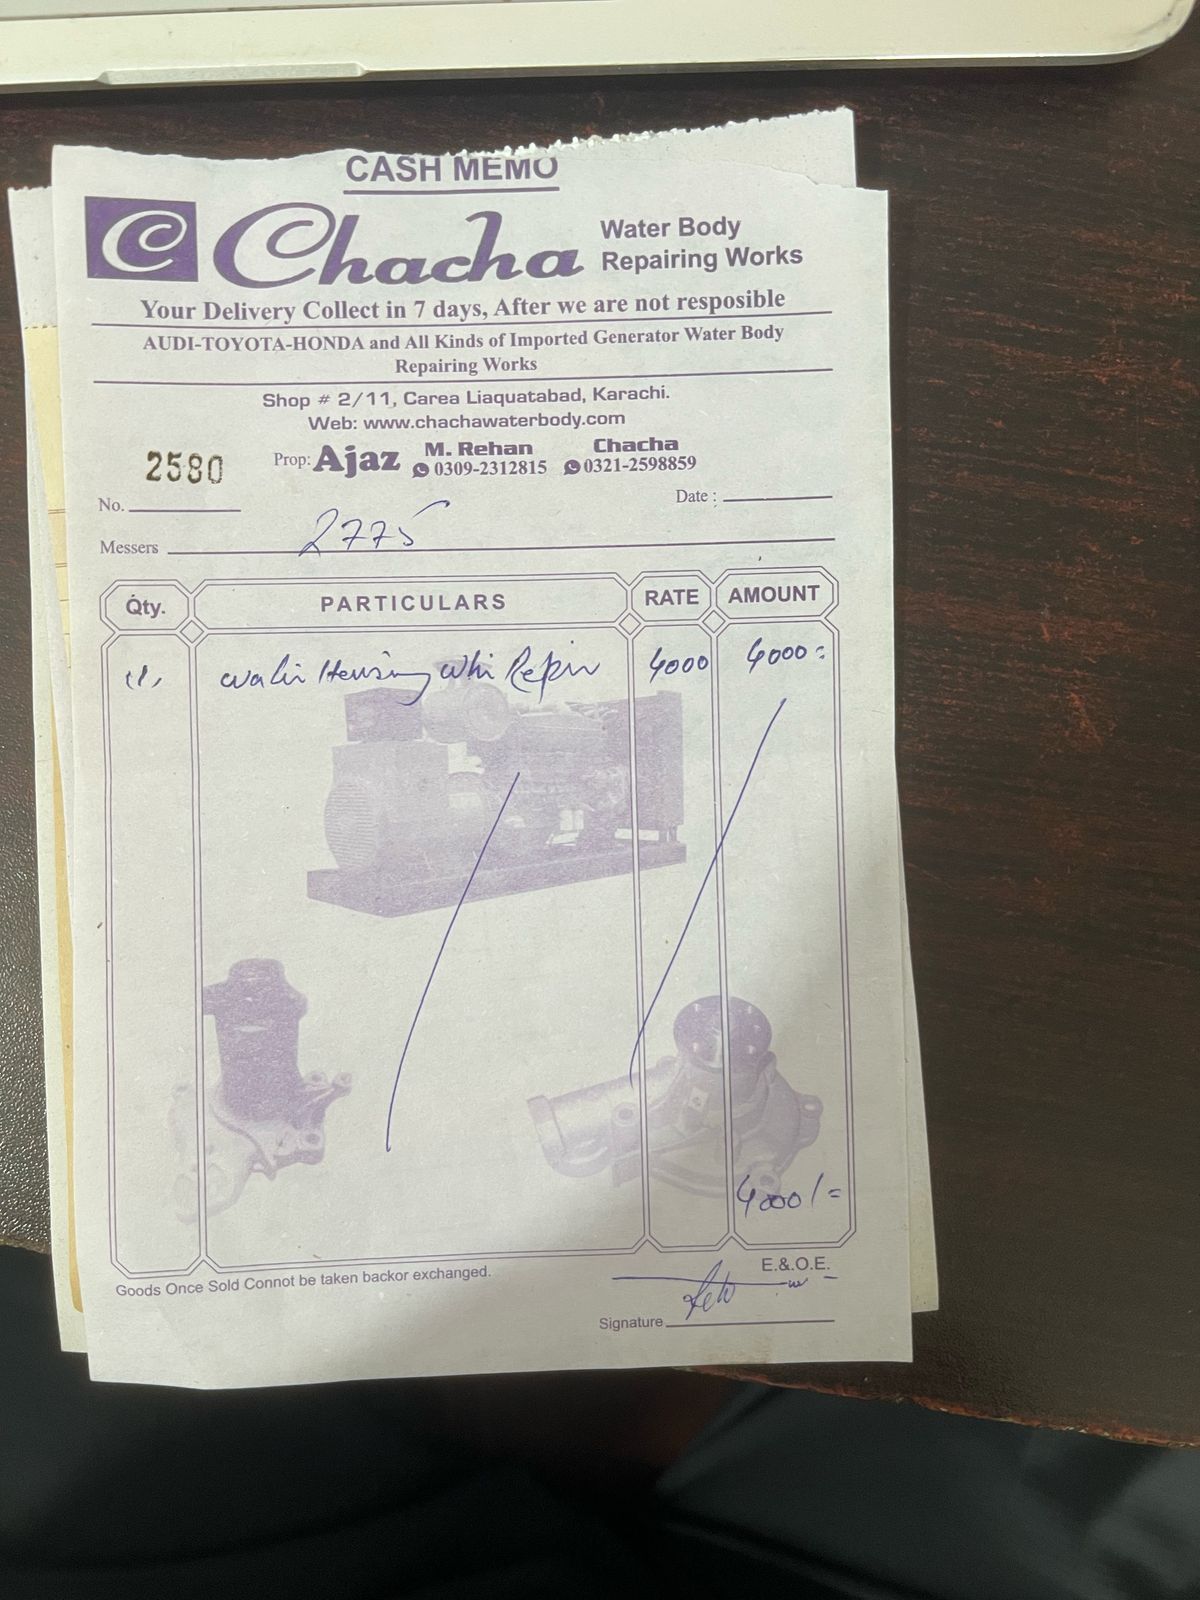 CASH MEMO
C Chacha Water Body
Repairing Works
Your Delivery Collect in 7 days, After we are not resposible
AUDI-TOYOTA-HONDA and All Kinds of Imported Generator Water Body
Repairing Works
Shop # 2/11, Carea Liaquatabad, Karachi.
Web: www.chachawaterbody.com
Prop: Ajaz M. Rehan 0309-2312815 Chacha 0321-2598859
2580
No. Date :
Messers 2775
Qty. PARTICULARS RATE AMOUNT
Housing Repir 4000 4000=
4000/=
Goods Once Sold Connot be taken backor exchanged.
E.&.O.E.
Signature